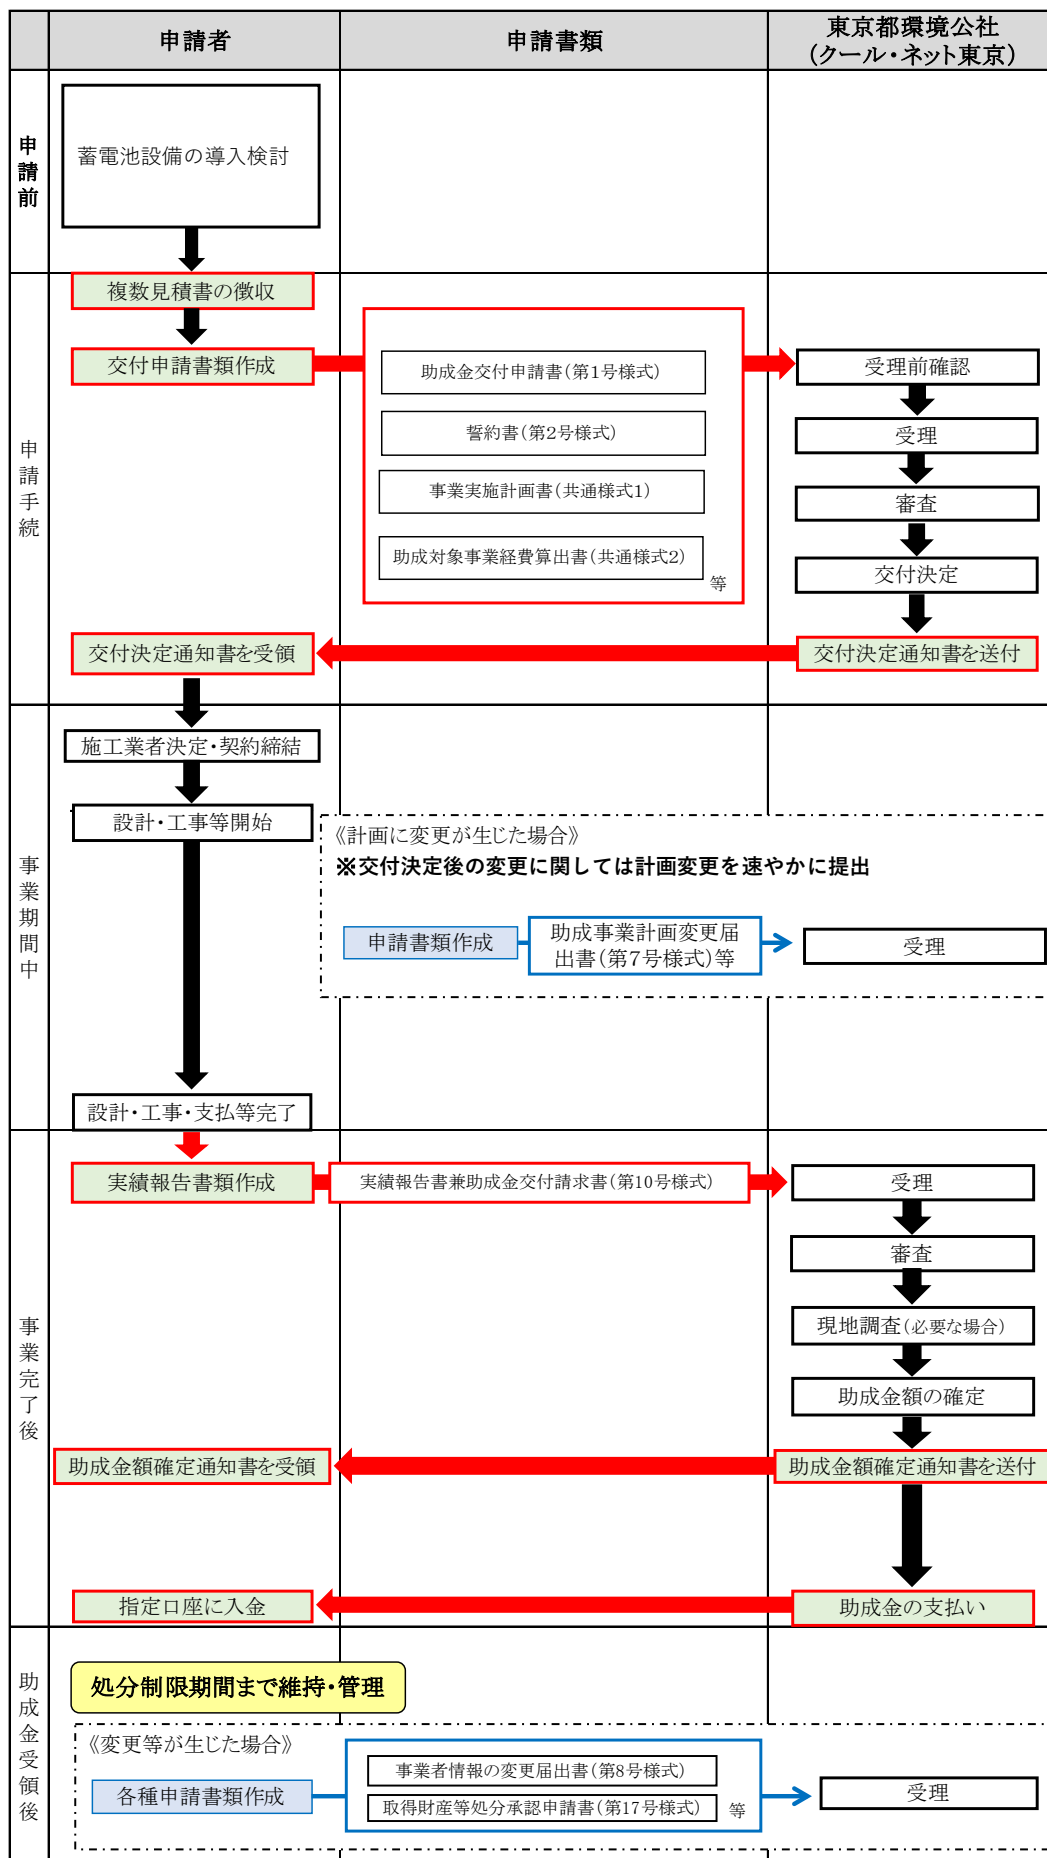 申請者
申請書類
東京都環境公社
(クール・ネット東京)
申請前
蓄電池設備の導入検討
申請手続
複数見積書の徴収
交付申請書類作成
助成金交付申請書(第1号様式)
誓約書(第2号様式)
事業実施計画書(共通様式1)
助成対象事業経費算出書(共通様式2)
等
受理前確認
受理
審査
交付決定
交付決定通知書を受領
交付決定通知書を送付
事業期間中
施工業者決定・契約締結
設計・工事等開始
《計画に変更が生じた場合》
※交付決定後の変更に関しては計画変更を速やかに提出
申請書類作成
助成事業計画変更届
出書(第7号様式)等
受理
設計・工事・支払等完了
事業完了後
実績報告書類作成
実績報告書兼助成金交付請求書(第10号様式)
受理
審査
現地調査(必要な場合)
助成金額の確定
助成金額確定通知書を受領
助成金額確定通知書を送付
指定口座に入金
助成金の支払い
助成金受領後
処分制限期間まで維持・管理
《変更等が生じた場合》
各種申請書類作成
事業者情報の変更届出書(第8号様式)
取得財産等処分承認申請書(第17号様式)
等
受理